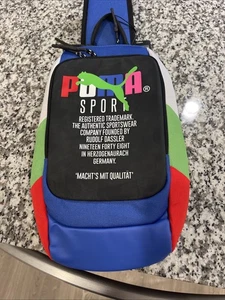 PUMA®
SPORT
REGISTERED TRADEMARK.
THE AUTHENTIC SPORTSWEAR
COMPANY FOUNDED BY
RUDOLF DASSLER
NINETEEN FORTY EIGHT
IN HERZOGENAURACH
GERMANY.
"MACHT'S MIT QUALITÄT"